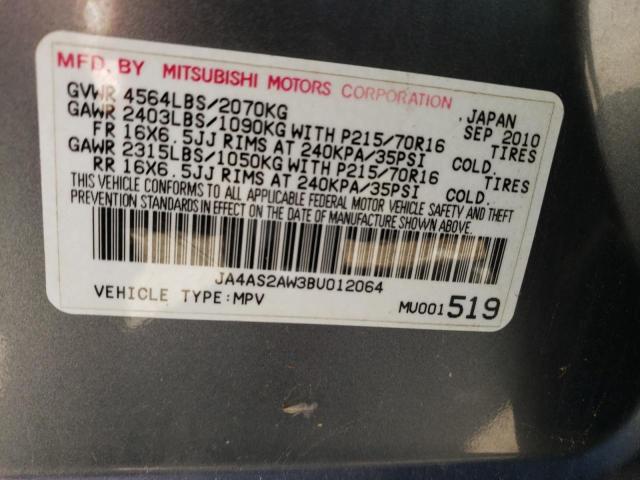 MFD. BY MITSUBISHI MOTORS CORPORATION
GVWR 4564LBS/2070KG JAPAN SEP 2010
GAWR 2403LBS/1090KG WITH P215/70R16 TIRES
FR 16X6.5JJ RIMS AT 240KPA/35PSI COLD.
GAWR 2315LBS/1050KG WITH P215/70R16 TIRES
RR 16X6.5JJ RIMS AT 240KPA/35PSI COLD.
THIS VEHICLE CONFORMS TO ALL APPLICABLE FEDERAL MOTOR VEHICLE SAFETY AND THEFT
PREVENTION STANDARDS IN EFFECT ON THE DATE OF MANUFACTURE SHOWN ABOVE.
JA4AS2AW3BU012064
VEHICLE TYPE:MPV MU001519